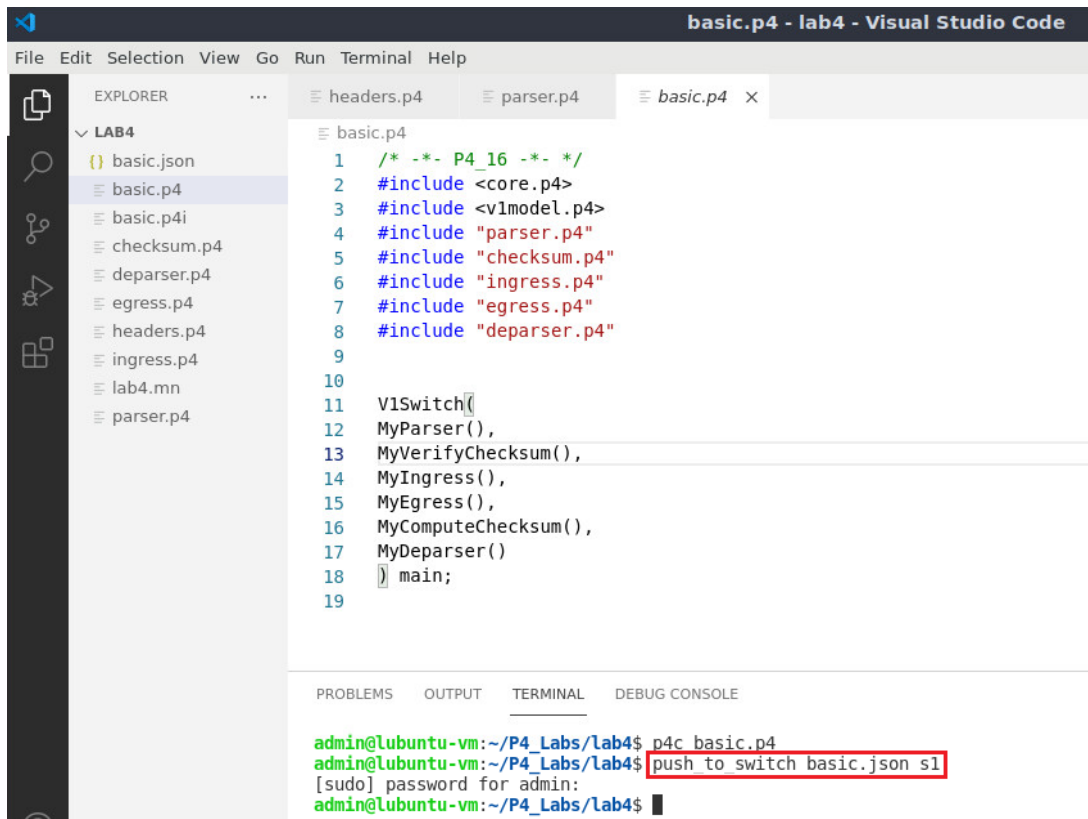 basic.p4 - lab4 - Visual Studio Code
File Edit Selection View Go Run Terminal Help
EXPLORER ...
LAB4
{} basic.json
basic.p4
basic.p4i
checksum.p4
deparser.p4
egress.p4
headers.p4
ingress.p4
lab4.mn
parser.p4
headers.p4 parser.p4 basic.p4 ×
basic.p4
1 /* -*- P4_16 -*- */
2 #include <core.p4>
3 #include <v1model.p4>
4 #include "parser.p4"
5 #include "checksum.p4"
6 #include "ingress.p4"
7 #include "egress.p4"
8 #include "deparser.p4"
9
10
11 V1Switch(
12 MyParser(),
13 MyVerifyChecksum(),
14 MyIngress(),
15 MyEgress(),
16 MyComputeChecksum(),
17 MyDeparser()
18 ) main;
19
PROBLEMS OUTPUT TERMINAL DEBUG CONSOLE
admin@lubuntu-vm:~/P4_Labs/lab4$ p4c basic.p4
admin@lubuntu-vm:~/P4_Labs/lab4$ push_to_switch basic.json s1
[sudo] password for admin:
admin@lubuntu-vm:~/P4_Labs/lab4$